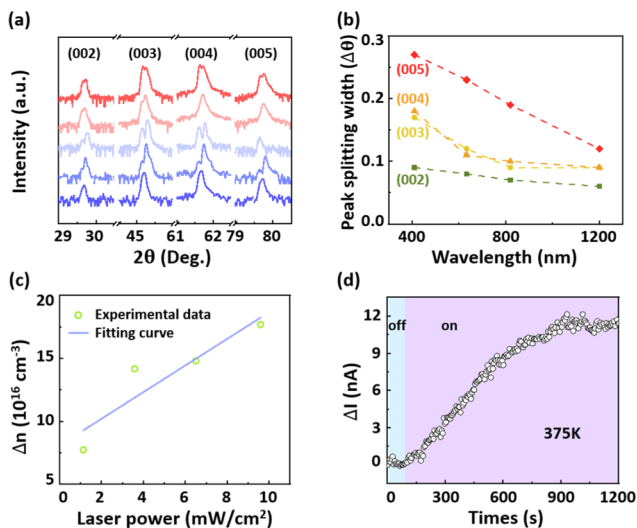 (a)
(002) (003) (004) (005)
Intensity (a.u.)
29 30 45 46 61 62 79 80
2θ (Deg.)
(b)
Peak splitting width (Δθ)
0.3
0.2
0.1
0.0
(005)
(004)
(003)
(002)
400 600 800 1000 1200
Wavelength (nm)
(c)
Δn (10¹⁶ cm⁻³)
20
15
10
5
Experimental data
Fitting curve
0 2 4 6 8 10
Laser power (mW/cm²)
(d)
ΔI (nA)
12
9
6
3
0
off on
375K
0 300 600 900 1200
Times (s)